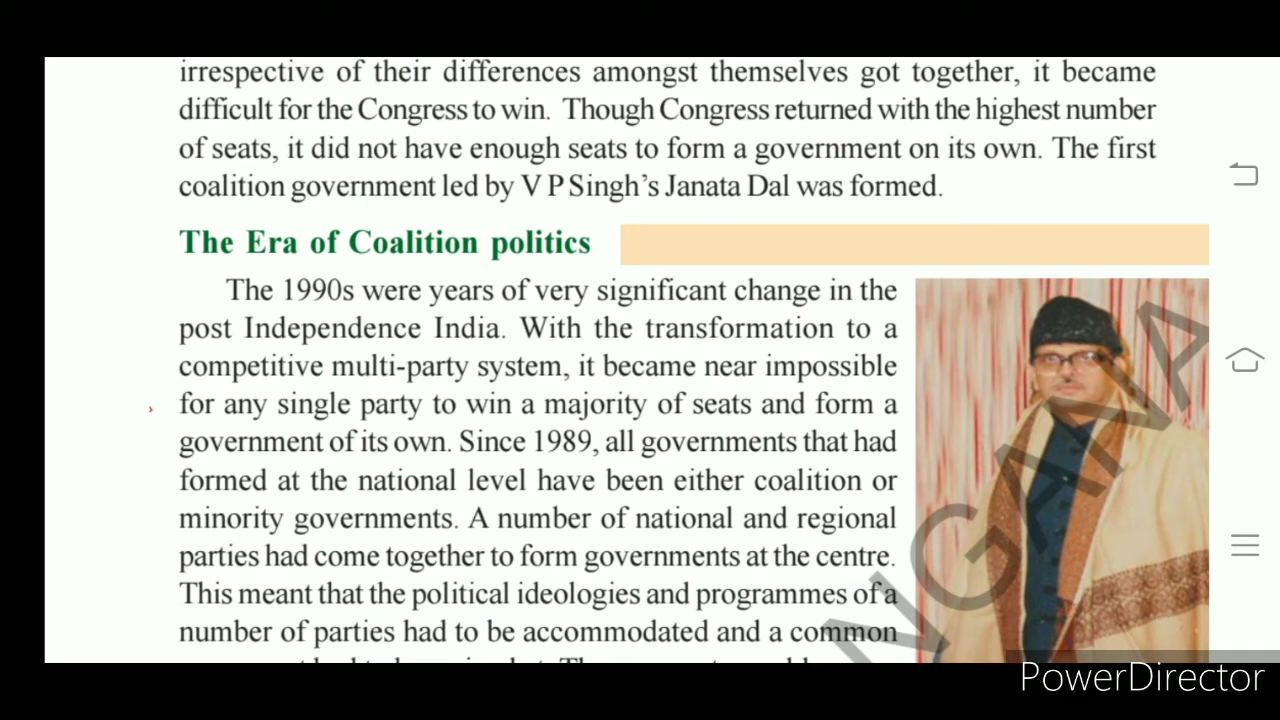 irrespective of their differences amongst themselves got together, it became
difficult for the Congress to win. Though Congress returned with the highest number
of seats, it did not have enough seats to form a government on its own. The first
coalition government led by V P Singh's Janata Dal was formed.
The Era of Coalition politics
The 1990s were years of very significant change in the
post Independence India. With the transformation to a
competitive multi-party system, it became near impossible
for any single party to win a majority of seats and form a
government of its own. Since 1989, all governments that had
formed at the national level have been either coalition or
minority governments. A number of national and regional
parties had come together to form governments at the centre.
This meant that the political ideologies and programmes of a
number of parties had to be accommodated and a common
NGANA
PowerDirector